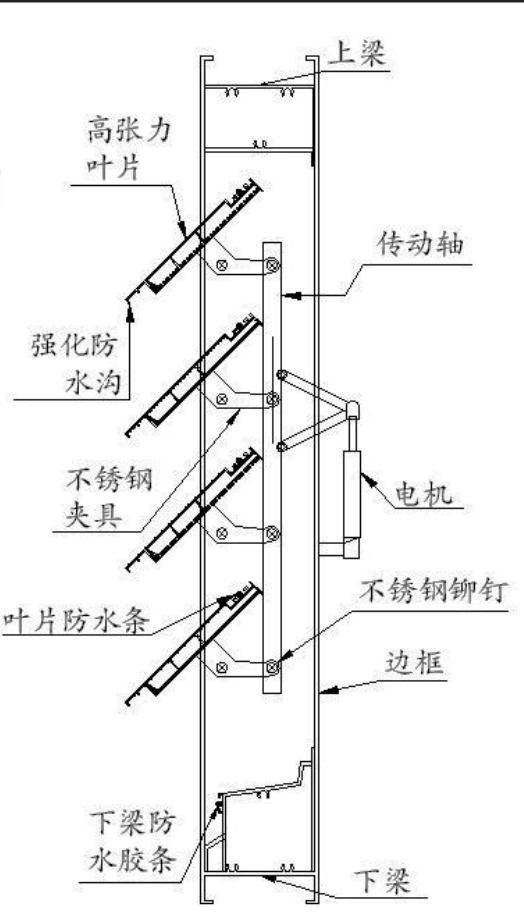 上梁
高张力
叶片
传动轴
强化防
水沟
不锈钢
夹具
电机
不锈钢铆钉
叶片防水条
边框
下梁防
水胶条
下梁